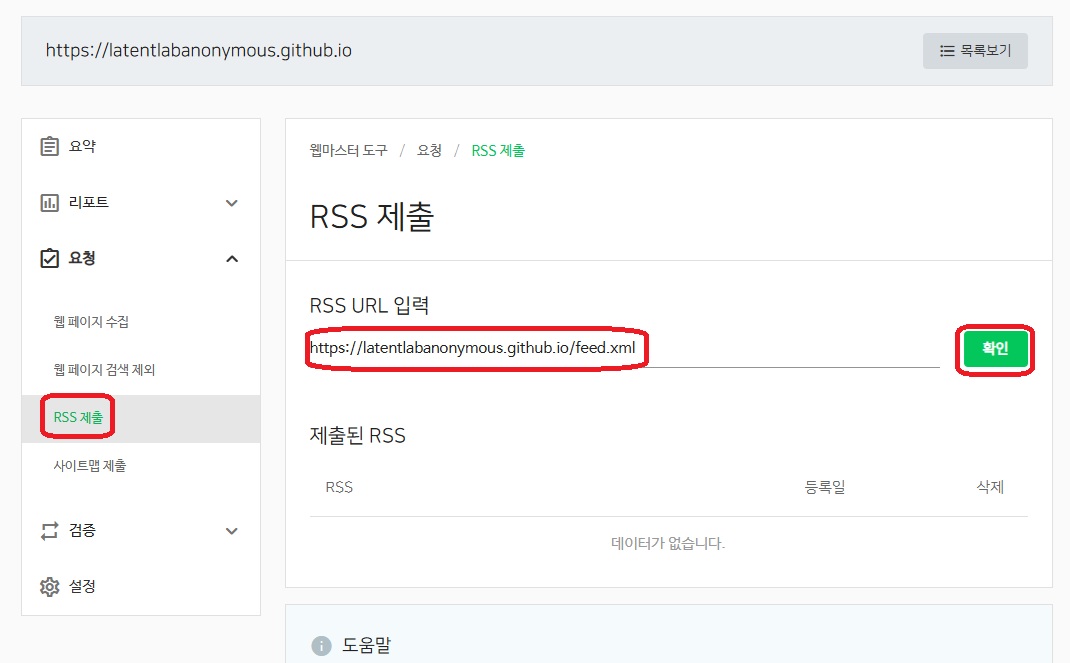 https://latentlabanonymous.github.io
목록보기
요약
리포트
요청
웹 페이지 수집
웹 페이지 검색 제외
RSS 제출
사이트맵 제출
검증
설정
웹마스터 도구 / 요청 / RSS 제출
RSS 제출
RSS URL 입력
https://latentlabanonymous.github.io/feed.xml
확인
제출된 RSS
RSS 등록일 삭제
데이터가 없습니다.
도움말